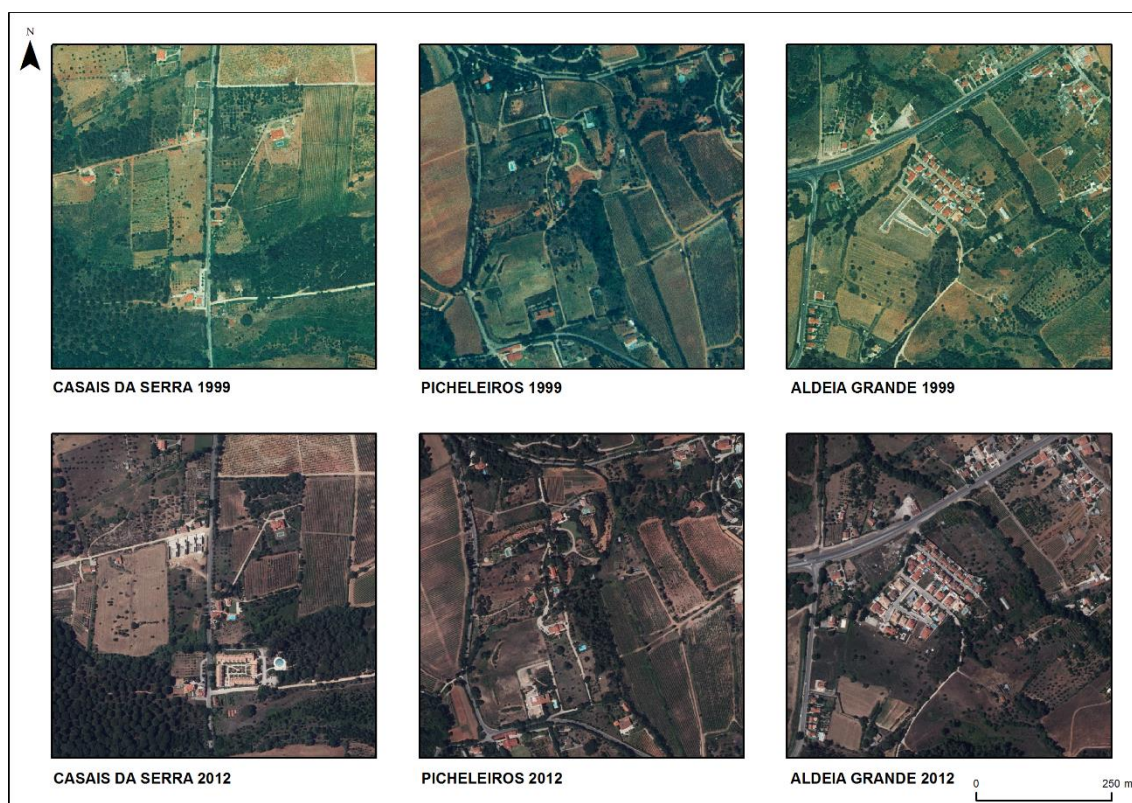 N
CASAIS DA SERRA 1999
PICHELEIROS 1999
ALDEIA GRANDE 1999
CASAIS DA SERRA 2012
PICHELEIROS 2012
ALDEIA GRANDE 2012
0 250 m